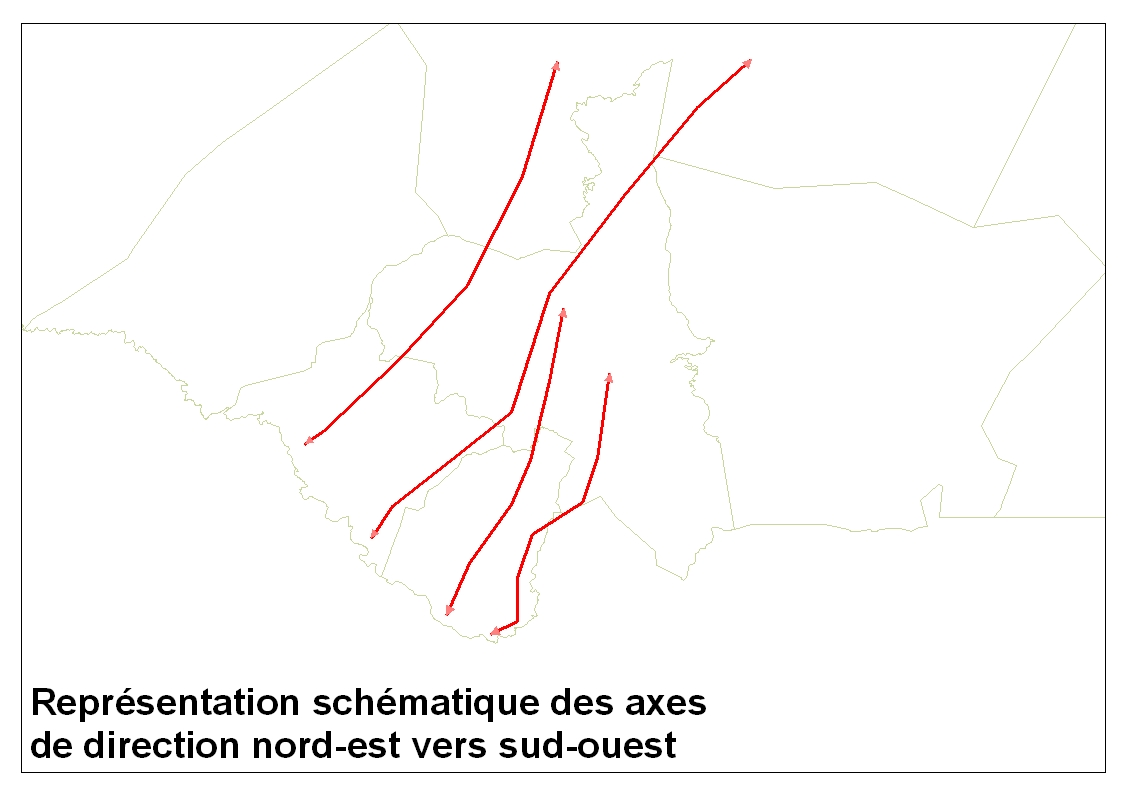 Représentation schématique des axes
de direction nord-est vers sud-ouest